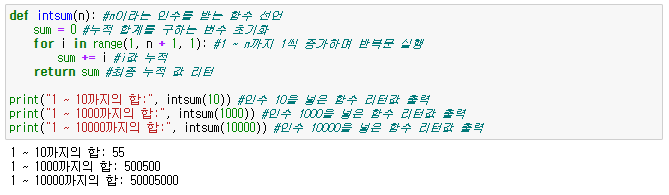 def intsum(n): #n이라는 인수를 받는 함수 선언
    sum = 0 #누적 합계를 구하는 변수 초기화
    for i in range(1, n + 1, 1): #1 ~ n까지 1씩 증가하며 반복문 실행
        sum += i #i값 누적
    return sum #최종 누적 값 리턴

print("1 ~ 10까지의 합:", intsum(10)) #인수 10을 넣은 함수 리턴값 출력
print("1 ~ 1000까지의 합:", intsum(1000)) #인수 1000을 넣은 함수 리턴값 출력
print("1 ~ 10000까지의 합:", intsum(10000)) #인수 10000을 넣은 함수 리턴값 출력
1 ~ 10까지의 합: 55
1 ~ 1000까지의 합: 500500
1 ~ 10000까지의 합: 50005000